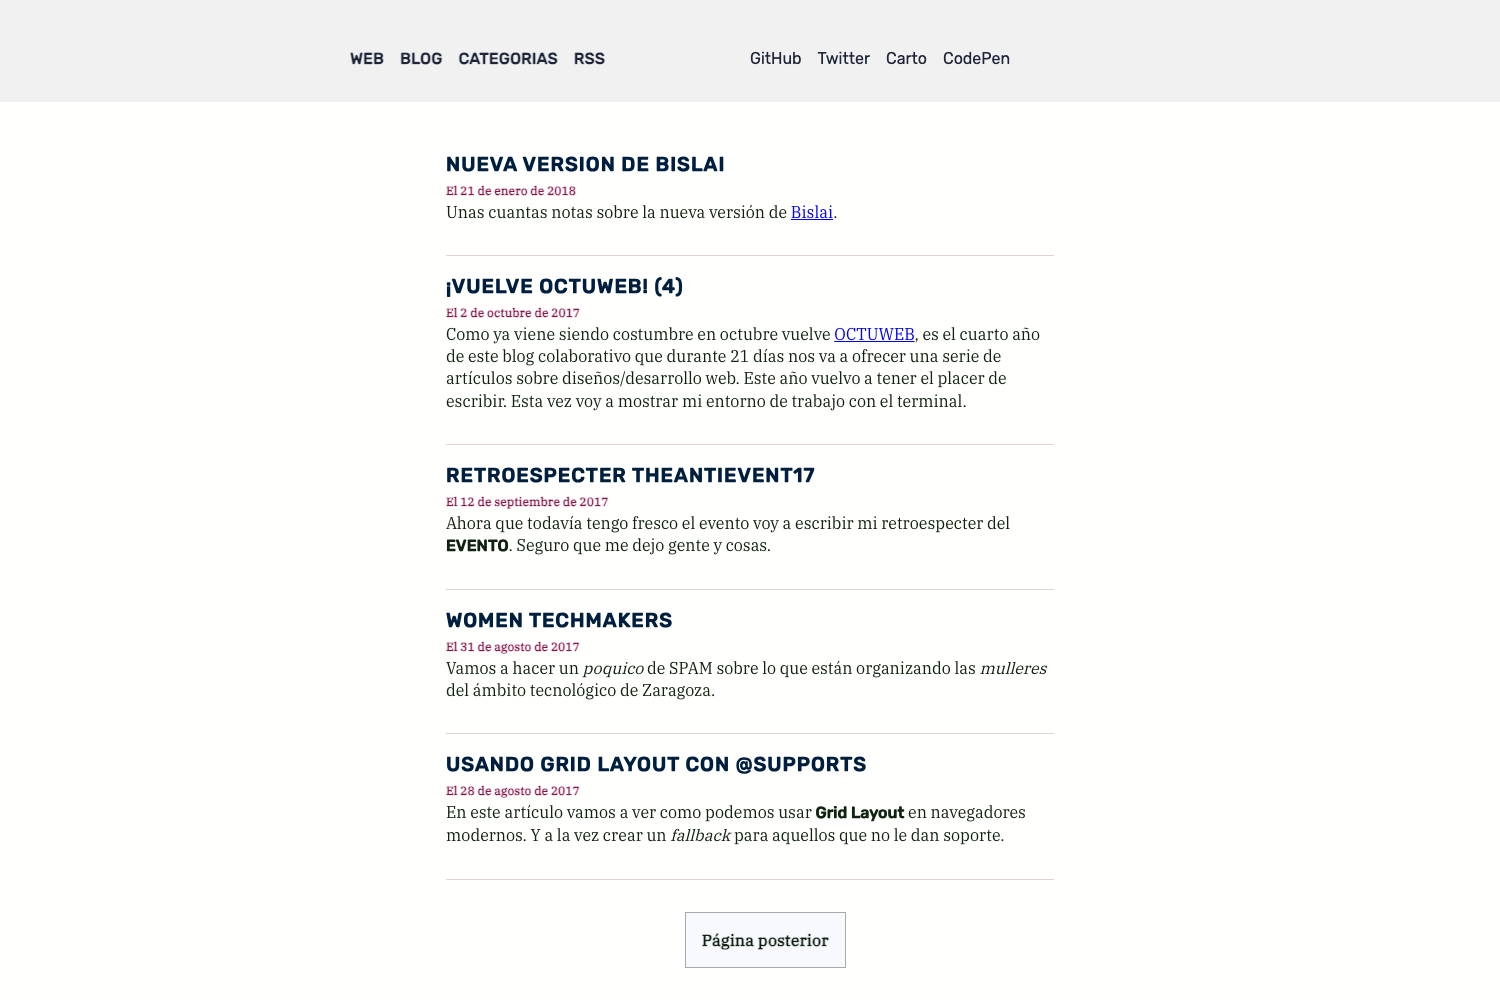 WEB BLOG CATEGORIAS RSS GitHub Twitter Carto CodePen
NUEVA VERSION DE BISLAI
El 21 de enero de 2018
Unas cuantas notas sobre la nueva versión de Bislai.
¡VUELVE OCTUWEB! (4)
El 2 de octubre de 2017
Como ya viene siendo costumbre en octubre vuelve OCTUWEB, es el cuarto año
de este blog colaborativo que durante 21 días nos va a ofrecer una serie de
artículos sobre diseños/desarrollo web. Este año vuelvo a tener el placer de
escribir. Esta vez voy a mostrar mi entorno de trabajo con el terminal.
RETROESPECTER THEANTIEVENT17
El 12 de septiembre de 2017
Ahora que todavía tengo fresco el evento voy a escribir mi retroespecter del
EVENTO. Seguro que me dejo gente y cosas.
WOMEN TECHMAKERS
El 31 de agosto de 2017
Vamos a hacer un poquico de SPAM sobre lo que están organizando las mulleres
del ámbito tecnológico de Zaragoza.
USANDO GRID LAYOUT CON @SUPPORTS
El 28 de agosto de 2017
En este artículo vamos a ver como podemos usar Grid Layout en navegadores
modernos. Y a la vez crear un fallback para aquellos que no le dan soporte.
Página posterior